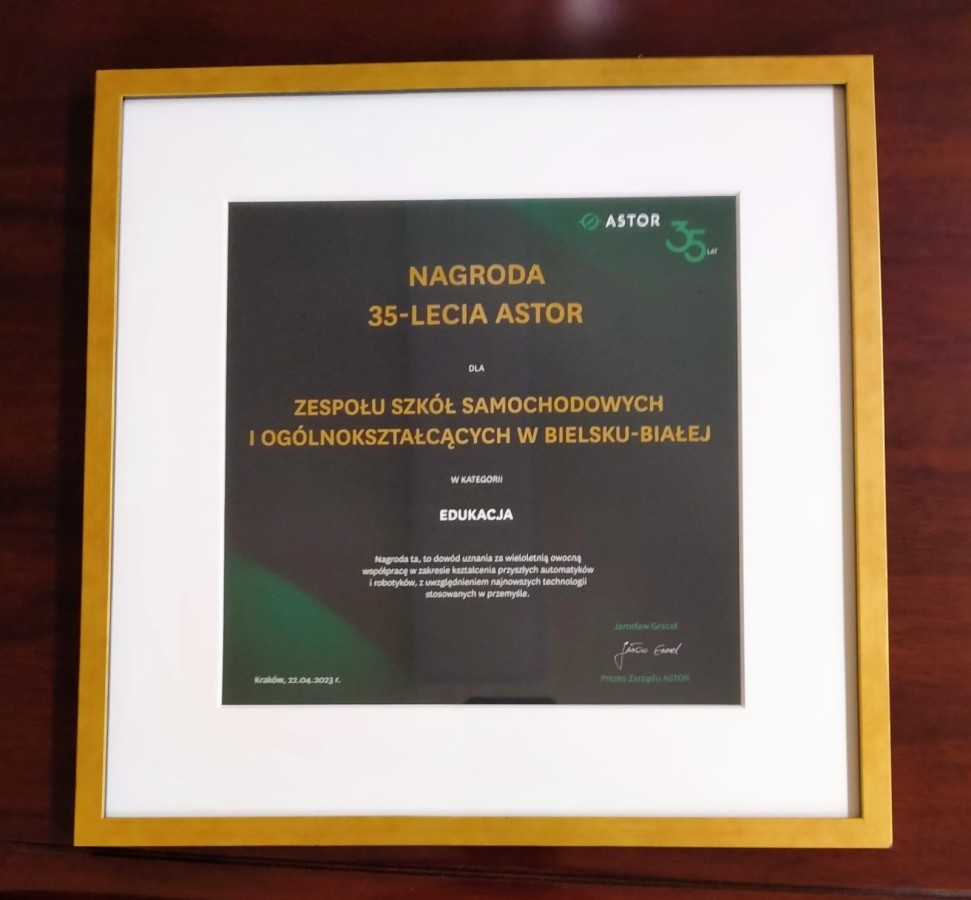 ASTOR
35 LAT
NAGRODA
35-LECIA ASTOR
DLA
ZESPOŁU SZKÓŁ SAMOCHODOWYCH
I OGÓLNOKSZTAŁCĄCYCH W BIELSKU-BIAŁEJ
W KATEGORII
EDUKACJA
Nagroda ta, to dowód uznania za wieloletnią owocną
współpracę w zakresie kształcenia przyszłych automatyków
i robotyków, z uwzględnieniem najnowszych technologii
stosowanych w przemyśle.
Jarosław Gracel
Prezes Zarządu ASTOR
Kraków, 22.04.2023 r.